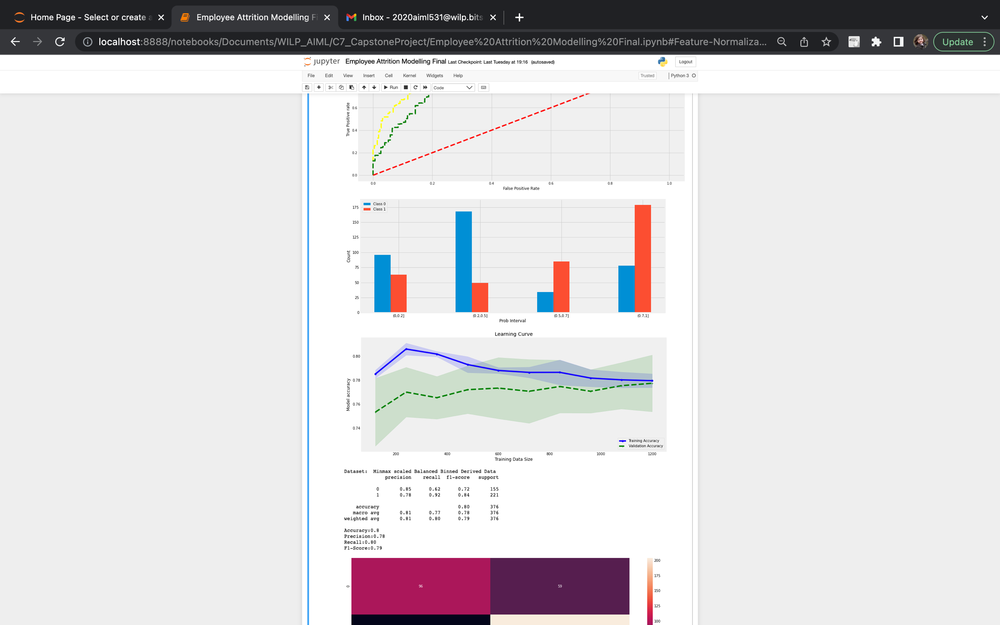 Home Page - Select or create a
Employee Attrition Modelling Fi
Inbox - 2020aiml531@wilp.bits
localhost:8888/notebooks/Documents/WILP_AIML/C7_CapstoneProject/Employee%20Attrition%20Modelling%20Final.ipynb#Feature-Normaliza...
Update
jupyter Employee Attrition Modelling Final Last Checkpoint: Last Tuesday at 19:16 (autosaved)
Logout
File Edit View Insert Cell Kernel Widgets Help
Trusted
Python 3
Run
Code
True Positive rate
0.6
0.4
0.2
0.0
0.0 0.2 0.4 0.6 0.8 1.0
False Positive Rate
Class 0
Class 1
Count
175
150
125
100
75
50
25
0
(0,0.2] (0.2,0.5] (0.5,0.7] (0.7,1]
Prob Interval
Learning Curve
Model accuracy
0.80
0.78
0.76
0.74
Training Accuracy
Validation Accuracy
200 400 600 800 1000 1200
Training Data Size
Dataset: Minmax scaled Balanced Binned Derived Data
precision recall f1-score support
0 0.85 0.62 0.72 155
1 0.78 0.92 0.84 221
accuracy 0.80 376
macro avg 0.81 0.77 0.78 376
weighted avg 0.81 0.80 0.79 376
Accuracy:0.8
Precision:0.78
Recall:0.80
F1-Score:0.79
0
96 59
200
175
150
125
100